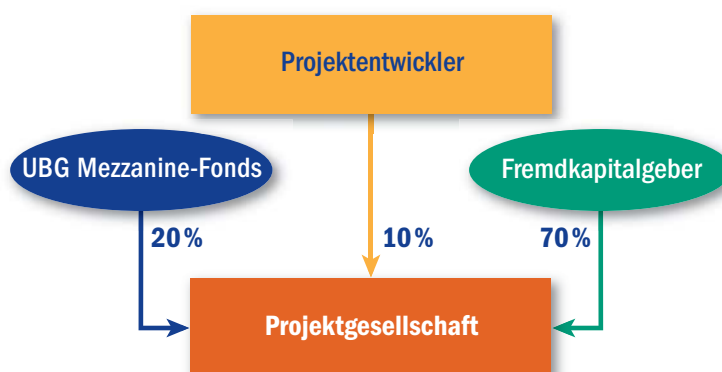 Projektentwickler
UBG Mezzanine-Fonds
Fremdkapitalgeber
20 %
10 %
70 %
Projektgesellschaft